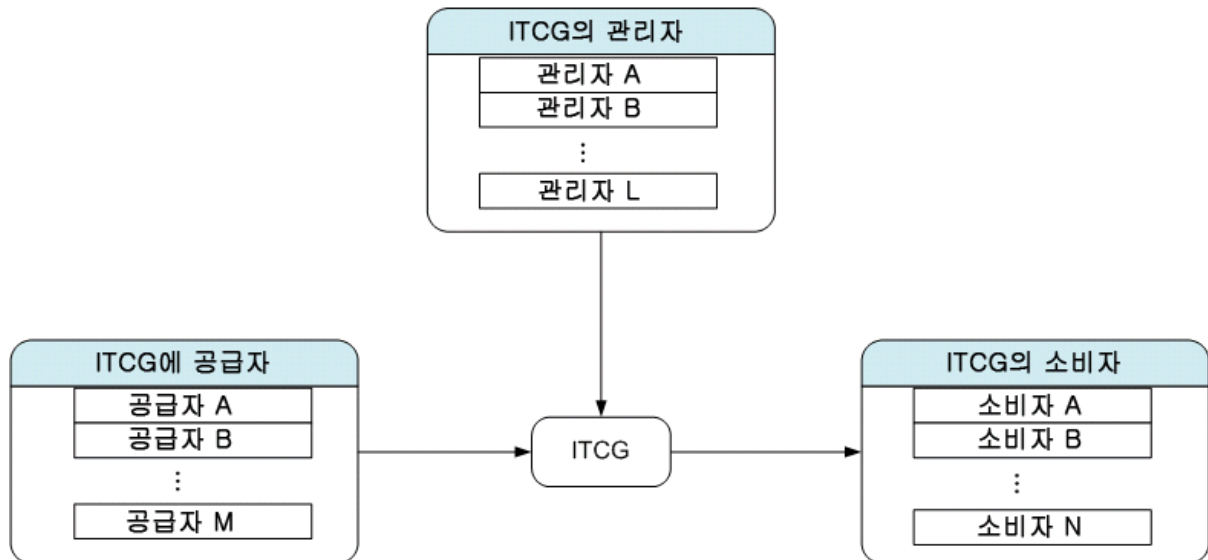 ITCG의 관리자
관리자 A
관리자 B
⋮
관리자 L
ITCG에 공급자
공급자 A
공급자 B
⋮
공급자 M
ITCG
ITCG의 소비자
소비자 A
소비자 B
⋮
소비자 N